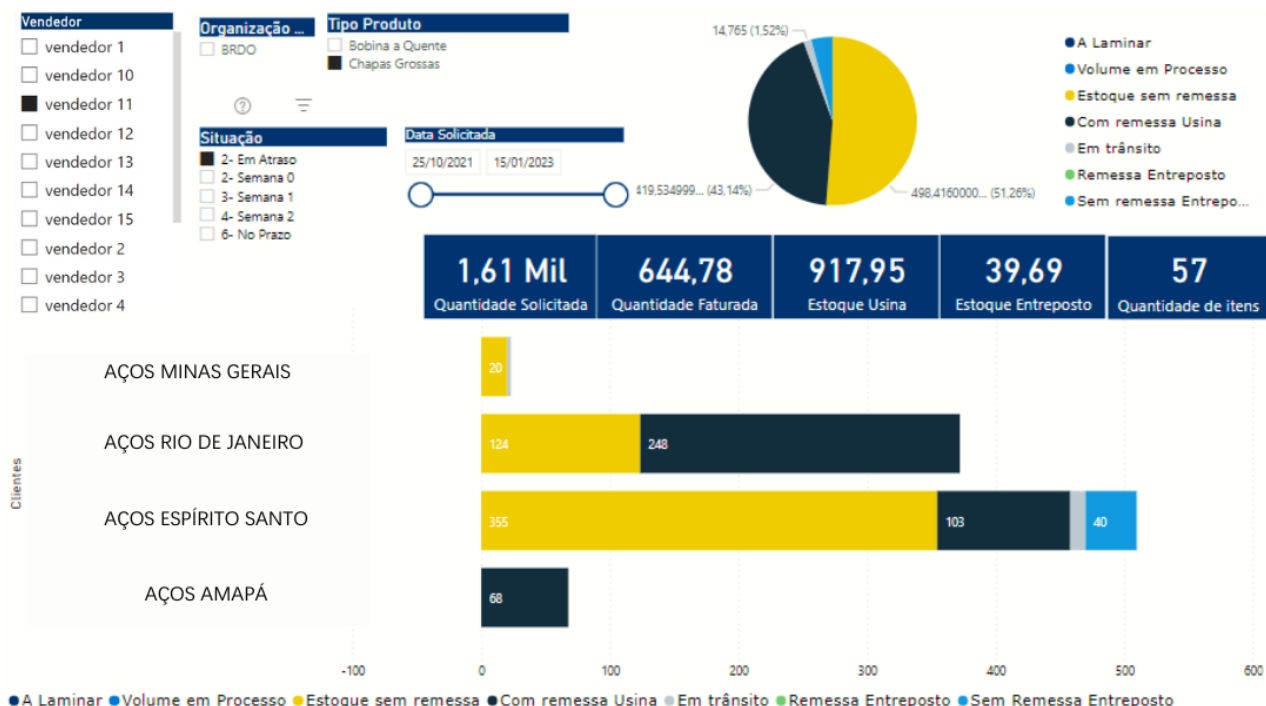 Vendedor
vendedor 1
vendedor 10
vendedor 11
vendedor 12
vendedor 13
vendedor 14
vendedor 15
vendedor 2
vendedor 3
vendedor 4
Organização ...
BRDO
Tipo Produto
Bobina a Quente
Chapas Grossas
Situação
2- Em Atraso
2- Semana 0
3- Semana 1
4- Semana 2
6- No Prazo
Data Solicitada
25/10/2021 15/01/2023
14,765 (1,52%)
419,534999... (43,14%)
498,4160000... (51,26%)
A Laminar
Volume em Processo
Estoque sem remessa
Com remessa Usina
Em trânsito
Remessa Entreposto
Sem remessa Entrepo...
1,61 Mil
Quantidade Solicitada
644,78
Quantidade Faturada
917,95
Estoque Usina
39,69
Estoque Entreposto
57
Quantidade de itens
Clientes
AÇOS MINAS GERAIS
20
AÇOS RIO DE JANEIRO
124 248
AÇOS ESPÍRITO SANTO
355 103 40
AÇOS AMAPÁ
68
-100 0 100 200 300 400 500 600
A Laminar Volume em Processo Estoque sem remessa Com remessa Usina Em trânsito Remessa Entreposto Sem Remessa Entreposto